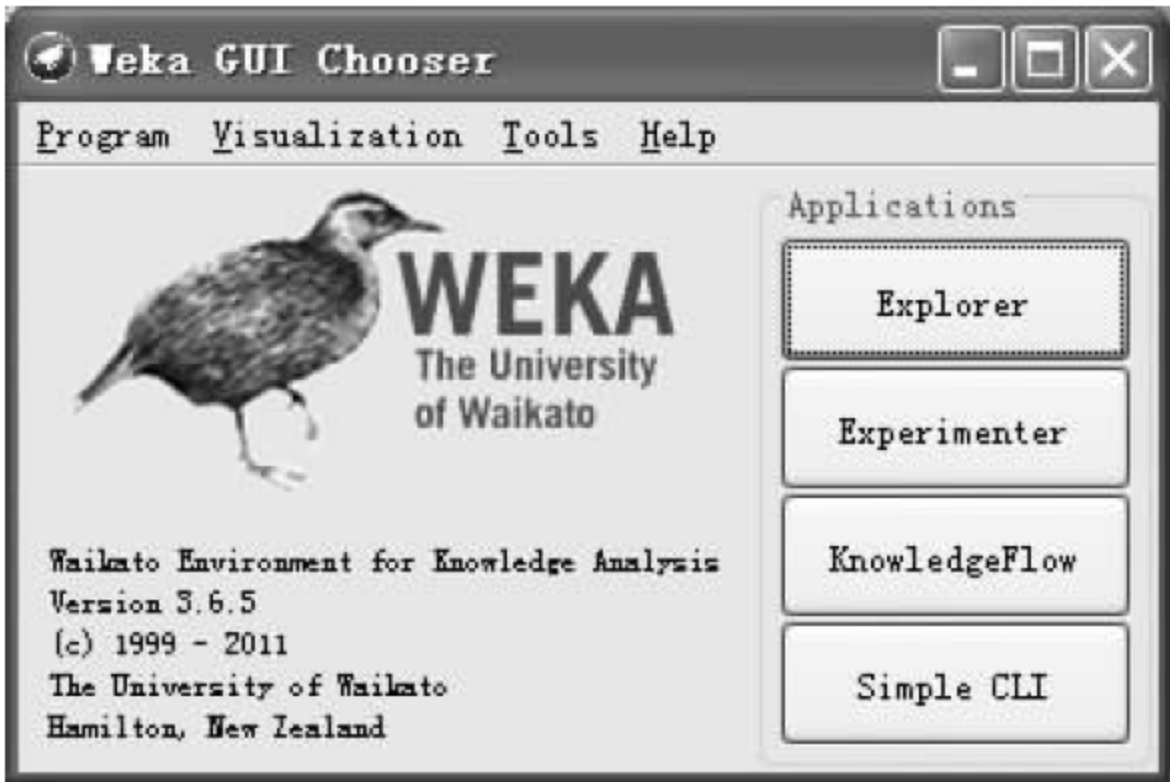 Weka GUI Chooser
Program Visualization Tools Help
WEKA
The University
of Waikato
Waikato Environment for Knowledge Analysis
Version 3.6.5
(c) 1999 - 2011
The University of Waikato
Hamilton, New Zealand
Applications
Explorer
Experimenter
KnowledgeFlow
Simple CLI